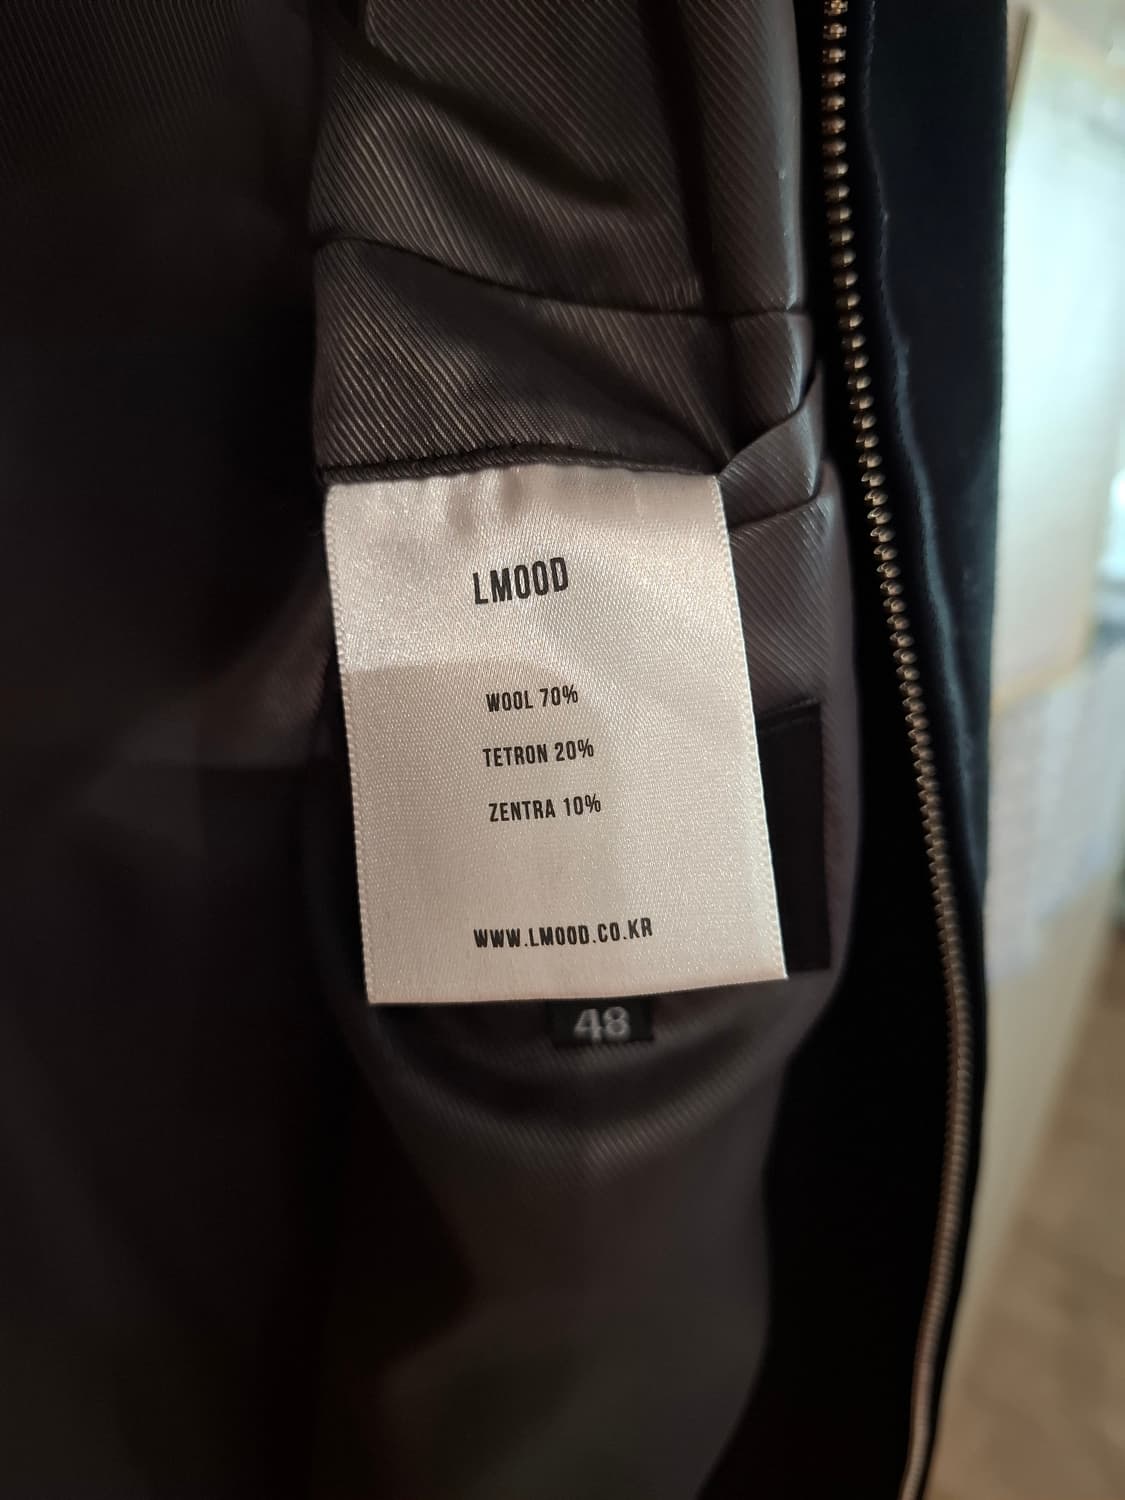 LMOOD
WOOL 70%
TETRON 20%
ZENTRA 10%
WWW.LMOOD.CO.KR
48